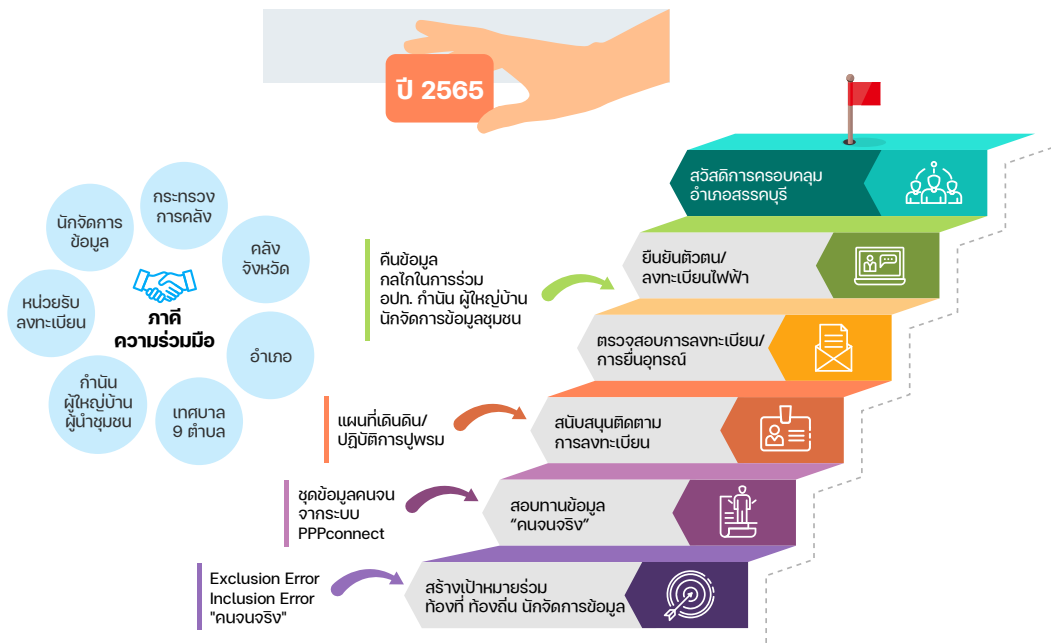 ปี 2565
กระทรวง
การคลัง
นักจัดการ
ข้อมูล
คลัง
จังหวัด
หน่วยรับ
ลงทะเบียน
ภาคี
ความร่วมมือ
อำเภอ
กำนัน
ผู้ใหญ่บ้าน
ผู้นำชุมชน
เทศบาล
9 ตำบล
สวัสดิการครอบคลุม
อำเภอสรรคบุรี
คืนข้อมูล
กลไกในการร่วม
อปท. กำนัน ผู้ใหญ่บ้าน
นักจัดการข้อมูลชุมชน
ยืนยันตัวตน/
ลงทะเบียนไฟฟ้า
ตรวจสอบการลงทะเบียน/
การยื่นอุทรณ์
แผนที่เดินดิน/
ปฏิบัติการปูพรม
สนับสนุนติดตาม
การลงทะเบียน
ชุดข้อมูลคนจน
จากระบบ
PPPconnect
สอบทานข้อมูล
“คนจนจริง”
Exclusion Error
Inclusion Error
"คนจนจริง"
สร้างเป้าหมายร่วม
ท้องที่ ท้องถิ่น นักจัดการข้อมูล